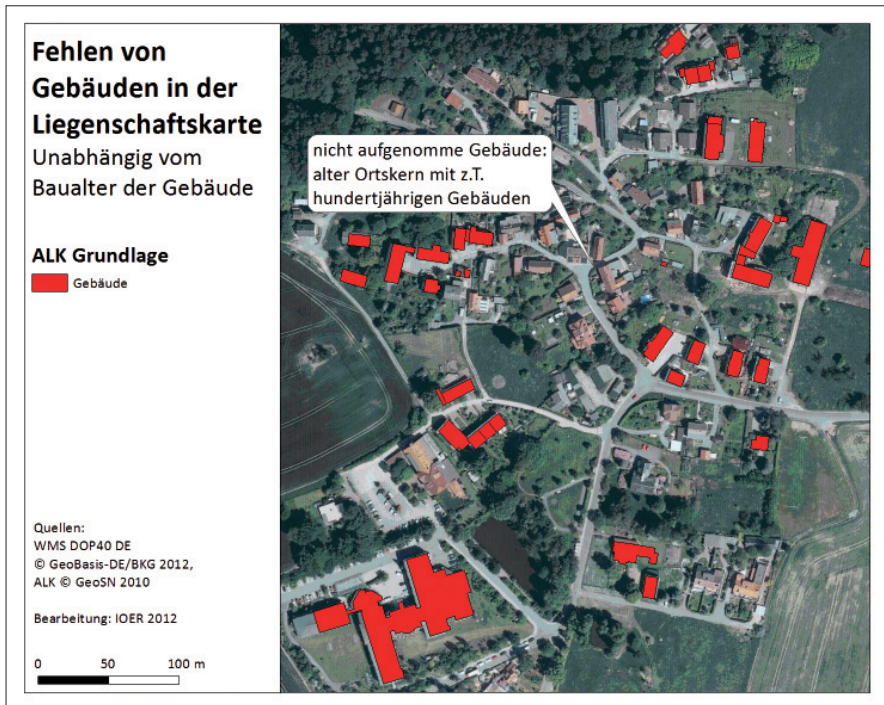 Fehlen von
Gebäuden in der
Liegenschaftskarte
Unabhängig vom
Baualter der Gebäude
ALK Grundlage
Gebäude
nicht aufgenomme Gebäude:
alter Ortskern mit z.T.
hundertjährigen Gebäuden
Quellen:
WMS DOP40 DE
© GeoBasis-DE/BKG 2012,
ALK © GeoSN 2010
Bearbeitung: IOER 2012
0 50 100 m